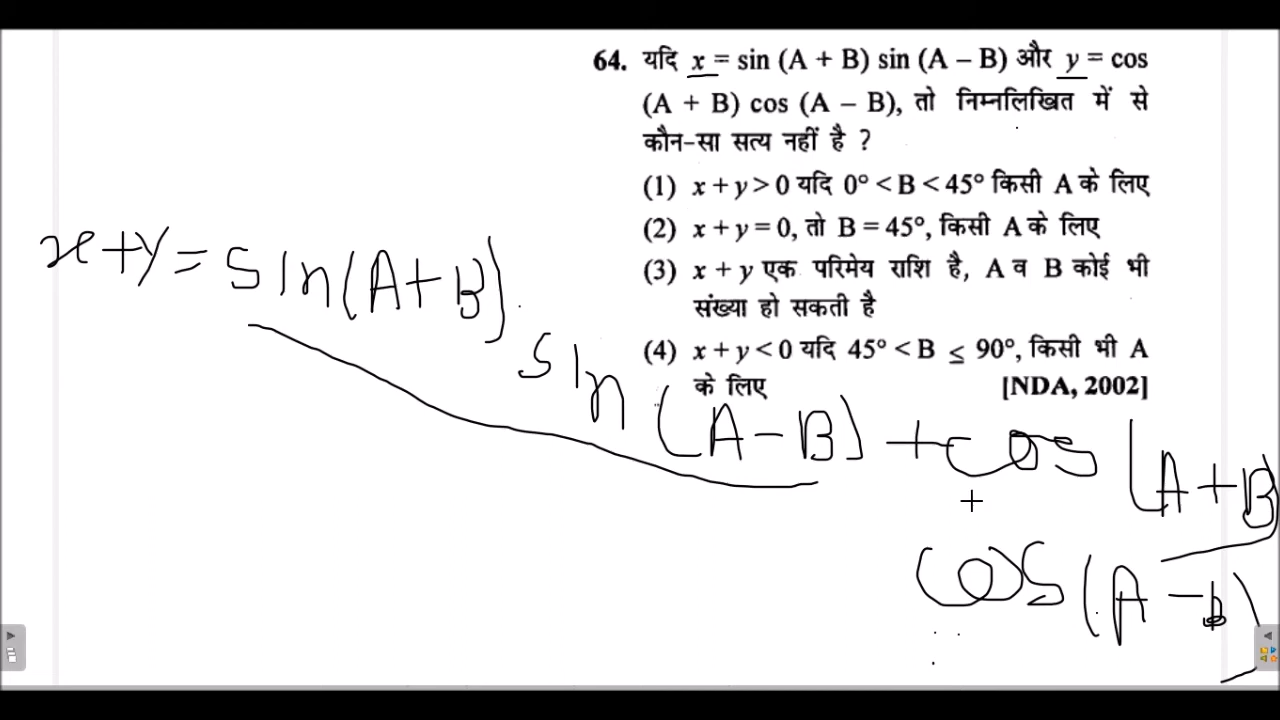 64. यदि x = sin (A + B) sin (A – B) और y = cos
(A + B) cos (A – B), तो निम्नलिखित में से
कौन-सा सत्य नहीं है ?
(1) x + y > 0 यदि 0° < B < 45° किसी A के लिए
(2) x + y = 0, तो B = 45°, किसी A के लिए
(3) x + y एक परिमेय राशि है, A व B कोई भी
संख्या हो सकती है
(4) x + y < 0 यदि 45° < B ≤ 90°, किसी भी A
के लिए [NDA, 2002]
x+y = sin(A+B)
sin(A-B) + cos(A+B)
cos(A-B)